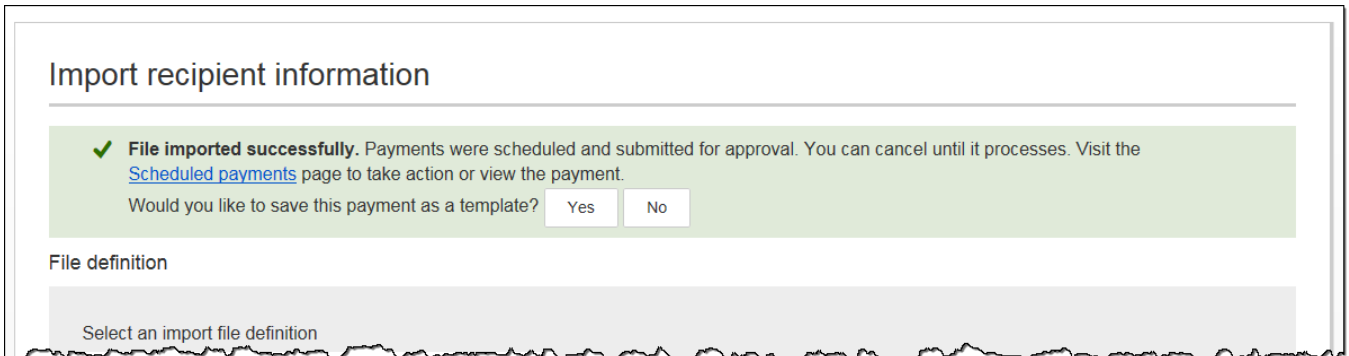 Import recipient information
File imported successfully. Payments were scheduled and submitted for approval. You can cancel until it processes. Visit the
Scheduled payments page to take action or view the payment.
Would you like to save this payment as a template? Yes No
File definition
Select an import file definition